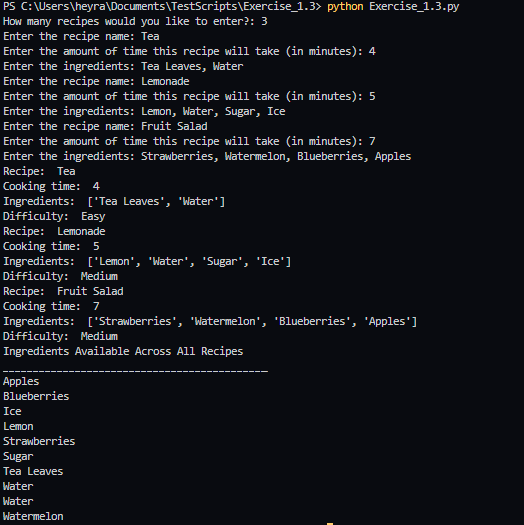 PS C:\Users\heyra\Documents\TestScripts\Exercise_1.3> python Exercise_1.3.py
How many recipes would you like to enter?: 3
Enter the recipe name: Tea
Enter the amount of time this recipe will take (in minutes): 4
Enter the ingredients: Tea Leaves, Water
Enter the recipe name: Lemonade
Enter the amount of time this recipe will take (in minutes): 5
Enter the ingredients: Lemon, Water, Sugar, Ice
Enter the recipe name: Fruit Salad
Enter the amount of time this recipe will take (in minutes): 7
Enter the ingredients: Strawberries, Watermelon, Blueberries, Apples
Recipe:  Tea
Cooking time:  4
Ingredients:  ['Tea Leaves', 'Water']
Difficulty:  Easy
Recipe:  Lemonade
Cooking time:  5
Ingredients:  ['Lemon', 'Water', 'Sugar', 'Ice']
Difficulty:  Medium
Recipe:  Fruit Salad
Cooking time:  7
Ingredients:  ['Strawberries', 'Watermelon', 'Blueberries', 'Apples']
Difficulty:  Medium
Ingredients Available Across All Recipes
____________________________________________
Apples
Blueberries
Ice
Lemon
Strawberries
Sugar
Tea Leaves
Water
Water
Watermelon